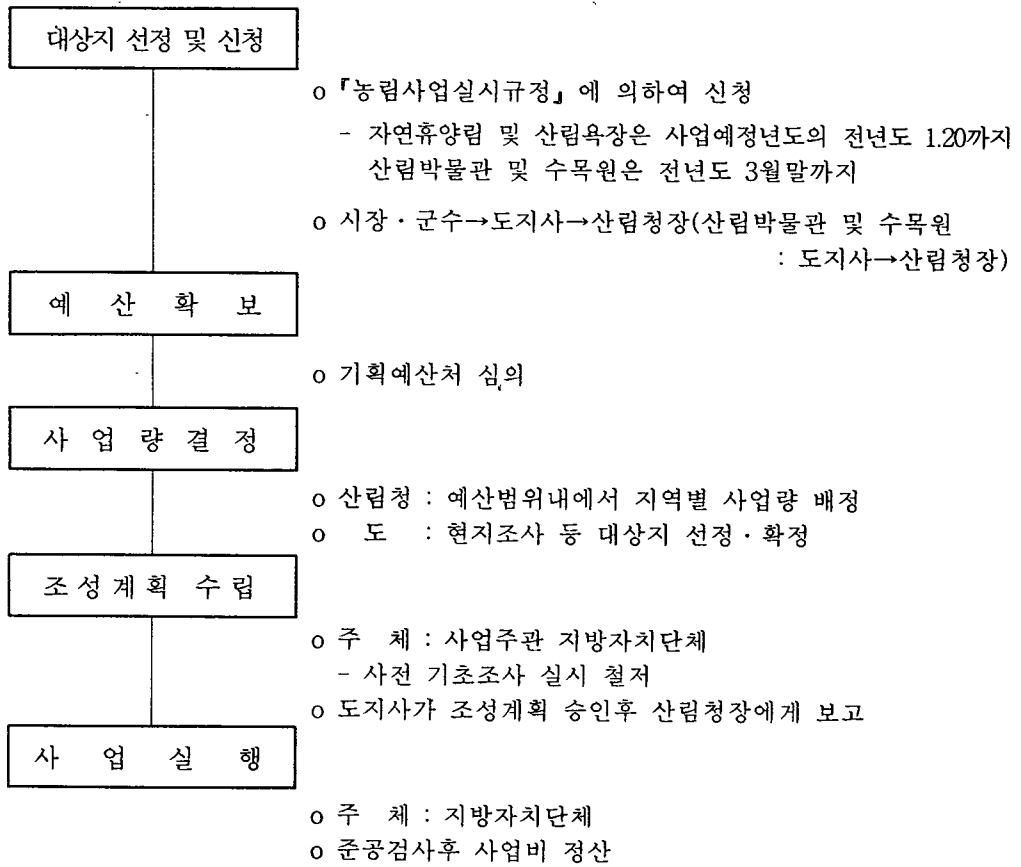 대상지 선정 및 신청
o『농림사업실시규정』에 의하여 신청
- 자연휴양림 및 산림욕장은 사업예정년도의 전년도 1.20까지
산림박물관 및 수목원은 전년도 3월말까지
o 시장·군수→도지사→산림청장(산림박물관 및 수목원
: 도지사→산림청장)
예 산 확 보
o 기획예산처 심의
사 업 량 결 정
o 산림청 : 예산범위내에서 지역별 사업량 배정
o 도 : 현지조사 등 대상지 선정·확정
조 성 계 획 수 립
o 주 체 : 사업주관 지방자치단체
- 사전 기초조사 실시 철저
o 도지사가 조성계획 승인후 산림청장에게 보고
사 업 실 행
o 주 체 : 지방자치단체
o 준공검사후 사업비 정산